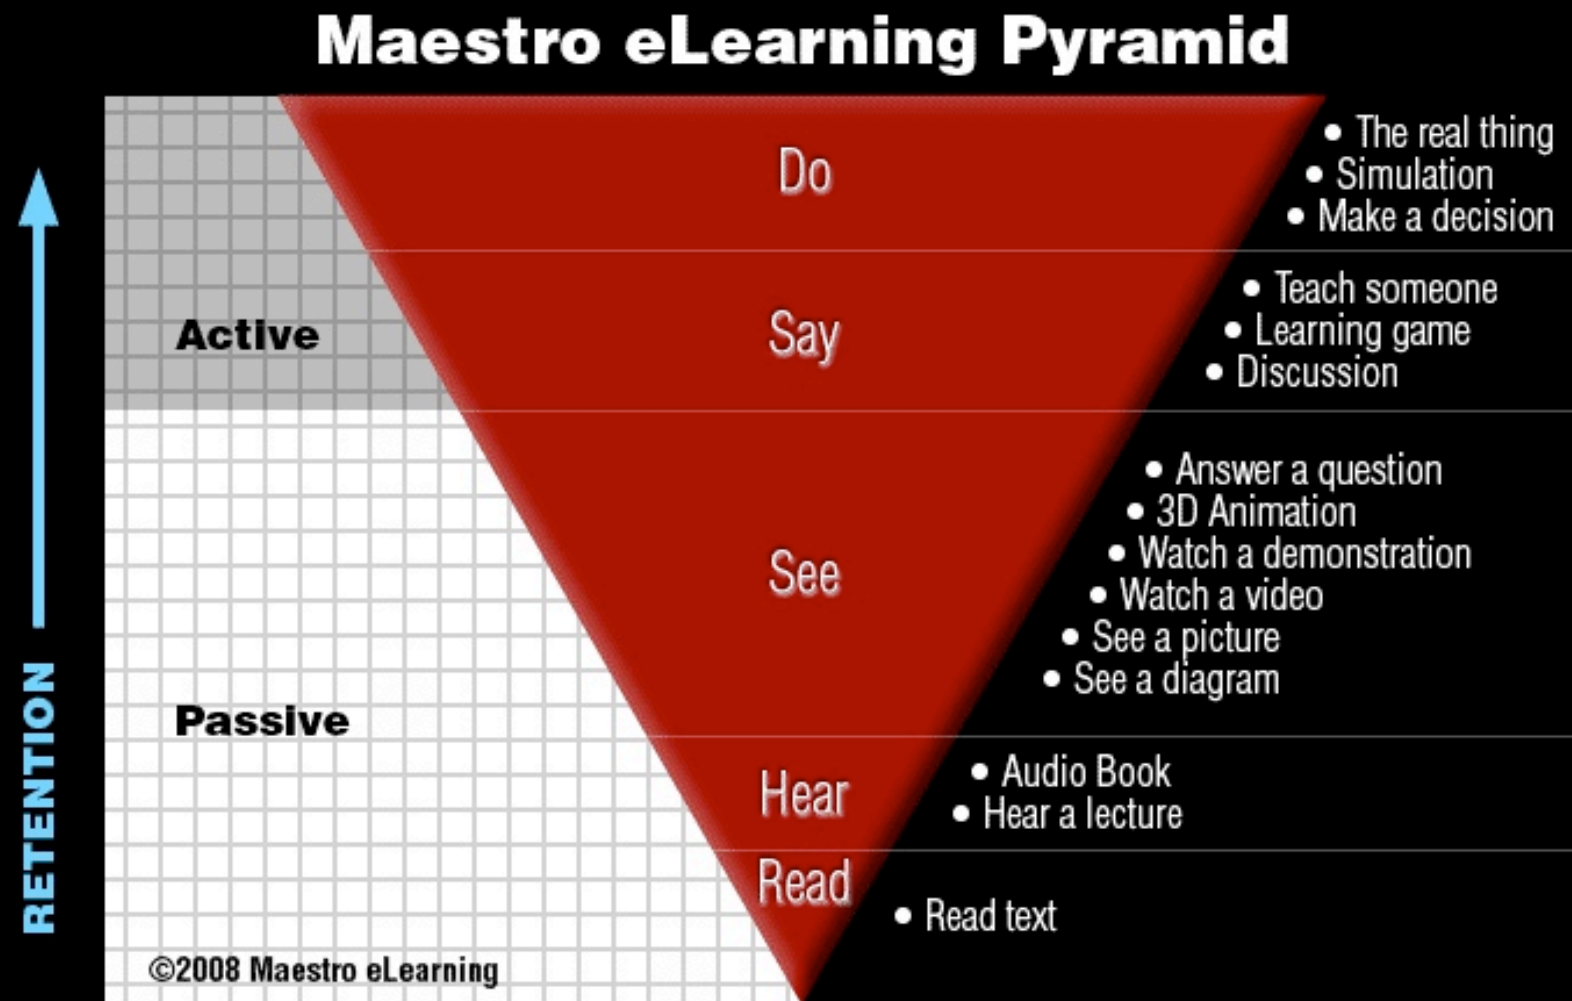 Maestro eLearning Pyramid
Do
• The real thing
• Simulation
• Make a decision
Active
Say
• Teach someone
• Learning game
• Discussion
See
• Answer a question
• 3D Animation
• Watch a demonstration
• Watch a video
• See a picture
• See a diagram
Passive
Hear
• Audio Book
• Hear a lecture
Read
• Read text
RETENTION
©2008 Maestro eLearning